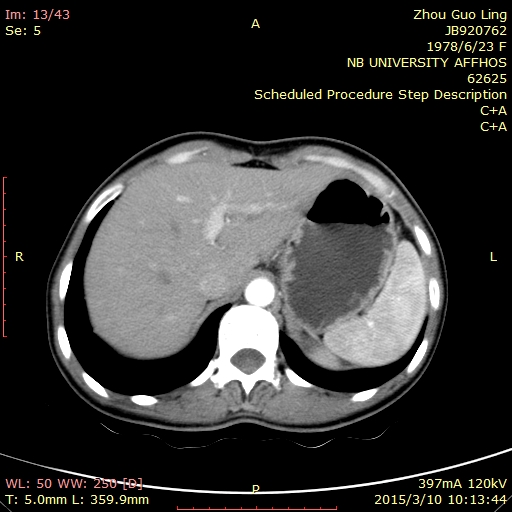 Im: 13/43
Se: 5
A
Zhou Guo Ling
JB920762
1978/6/23 F
NB UNIVERSITY AFFHOS
62625
Scheduled Procedure Step Description
C+A
C+A
R
L
WL: 50 WW: 250 [D]
T: 5.0mm L: 359.9mm
P
397mA 120kV
2015/3/10 10:13:44